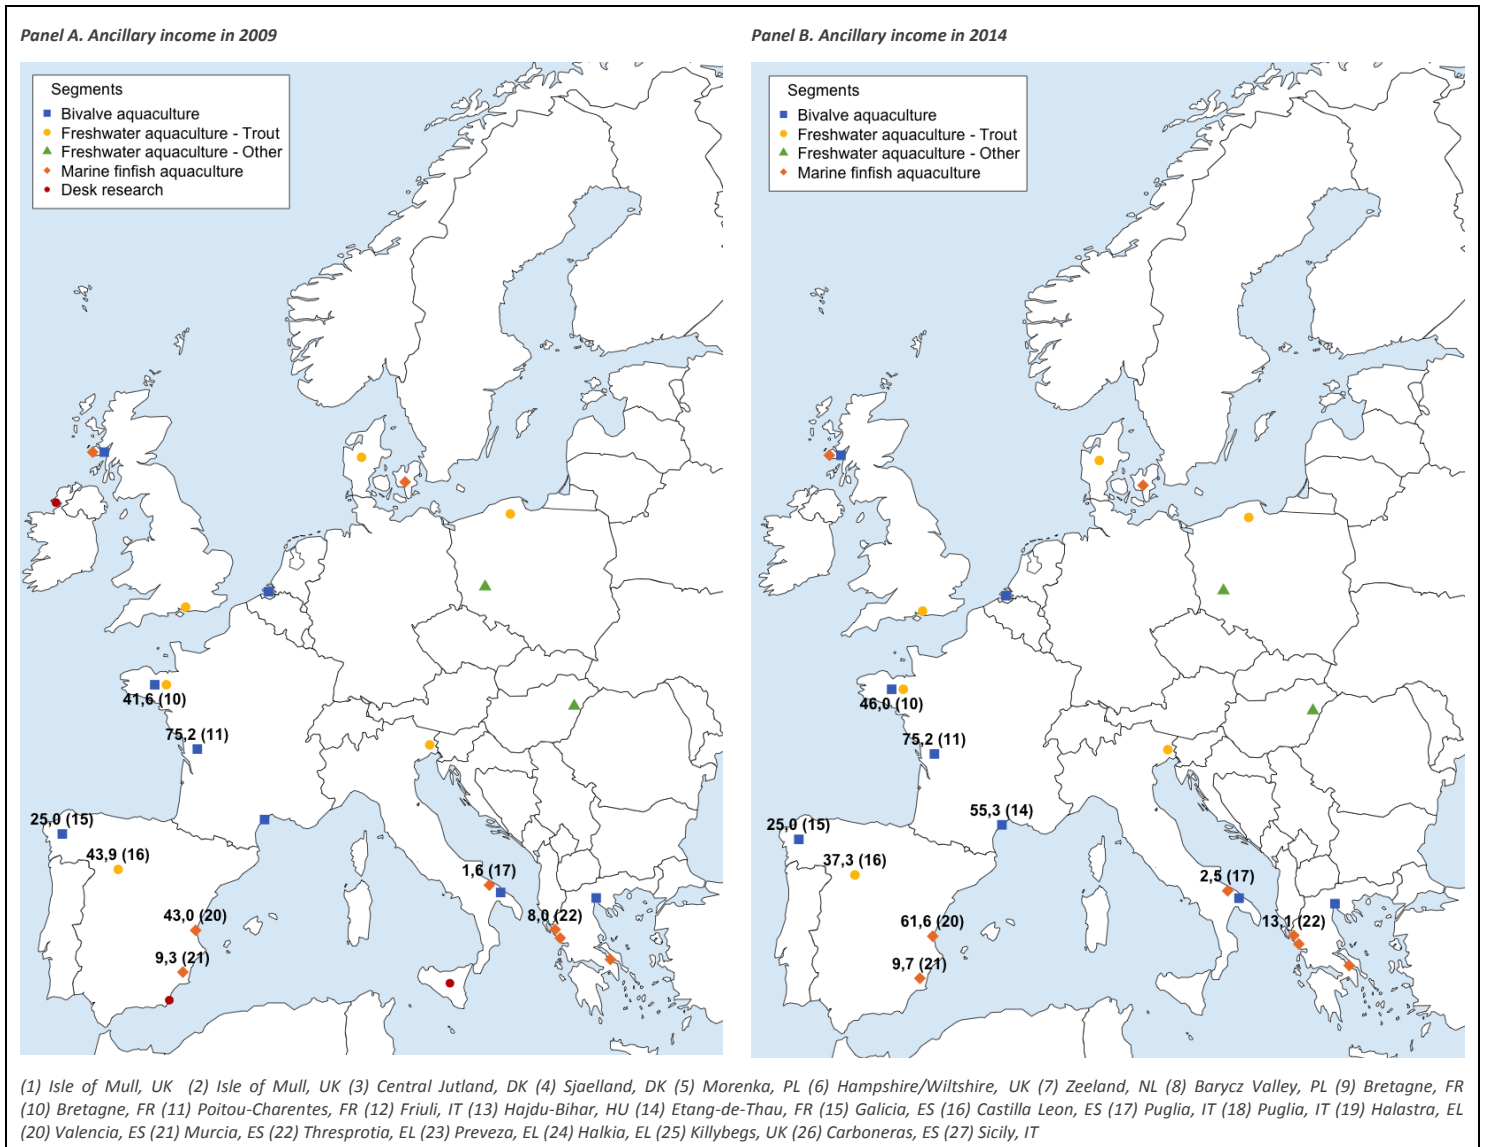 Panel A. Ancillary income in 2009
Segments
Bivalve aquaculture
Freshwater aquaculture - Trout
Freshwater aquaculture - Other
Marine finfish aquaculture
Desk research
41,6 (10)
75,2 (11)
25,0 (15)
43,9 (16)
1,6 (17)
43,0 (20)
8,0 (22)
9,3 (21)
Panel B. Ancillary income in 2014
Segments
Bivalve aquaculture
Freshwater aquaculture - Trout
Freshwater aquaculture - Other
Marine finfish aquaculture
46,0 (10)
75,2 (11)
55,3 (14)
25,0 (15)
37,3 (16)
2,5 (17)
61,6 (20)
13,1 (22)
9,7 (21)
(1) Isle of Mull, UK (2) Isle of Mull, UK (3) Central Jutland, DK (4) Sjaelland, DK (5) Morenka, PL (6) Hampshire/Wiltshire, UK (7) Zeeland, NL (8) Barycz Valley, PL (9) Bretagne, FR
(10) Bretagne, FR (11) Poitou-Charentes, FR (12) Friuli, IT (13) Hajdu-Bihar, HU (14) Etang-de-Thau, FR (15) Galicia, ES (16) Castilla Leon, ES (17) Puglia, IT (18) Puglia, IT (19) Halastra, EL
(20) Valencia, ES (21) Murcia, ES (22) Thresprotia, EL (23) Preveza, EL (24) Halkia, EL (25) Killybegs, UK (26) Carboneras, ES (27) Sicily, IT